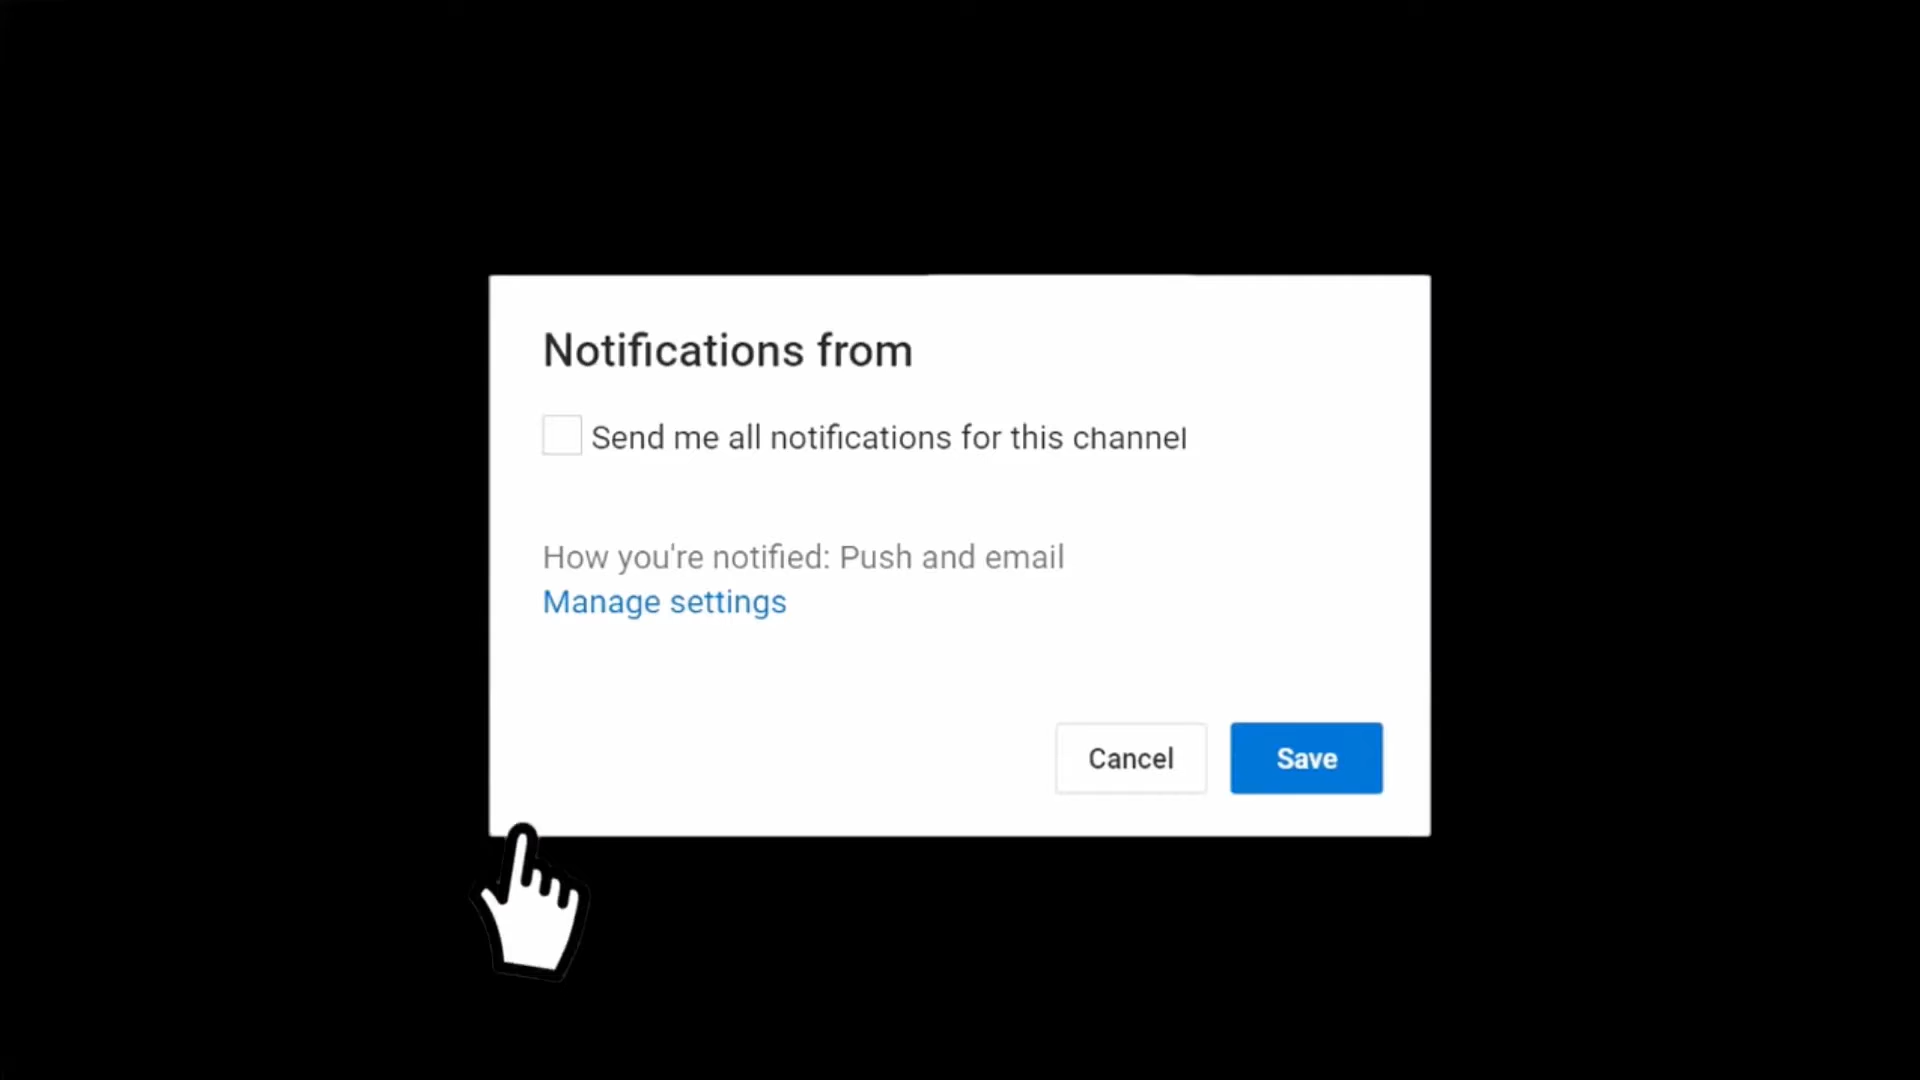 Notifications from
Send me all notifications for this channel
How you're notified: Push and email
Manage settings
Cancel
Save